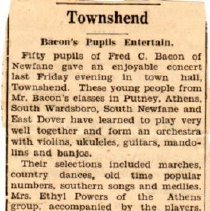 Townshend
Bacon's Pupils Entertain.
Fifty pupils of Fred C. Bacon of
Newfane gave an enjoyable concert
last Friday evening in town hall,
Townshend. These young people from
Mr. Bacon's classes in Putney, Athens,
South Wardsboro, South Newfane and
East Dover have learned to play very
well together and form an orchestra
with violins, ukuleles, guitars, mando-
lins and banjos.
Their selections included marches,
country dances, old time popular
numbers, southern songs and medlies.
Mrs. Ethyl Powers of the Athens
group, accompanied by the players,